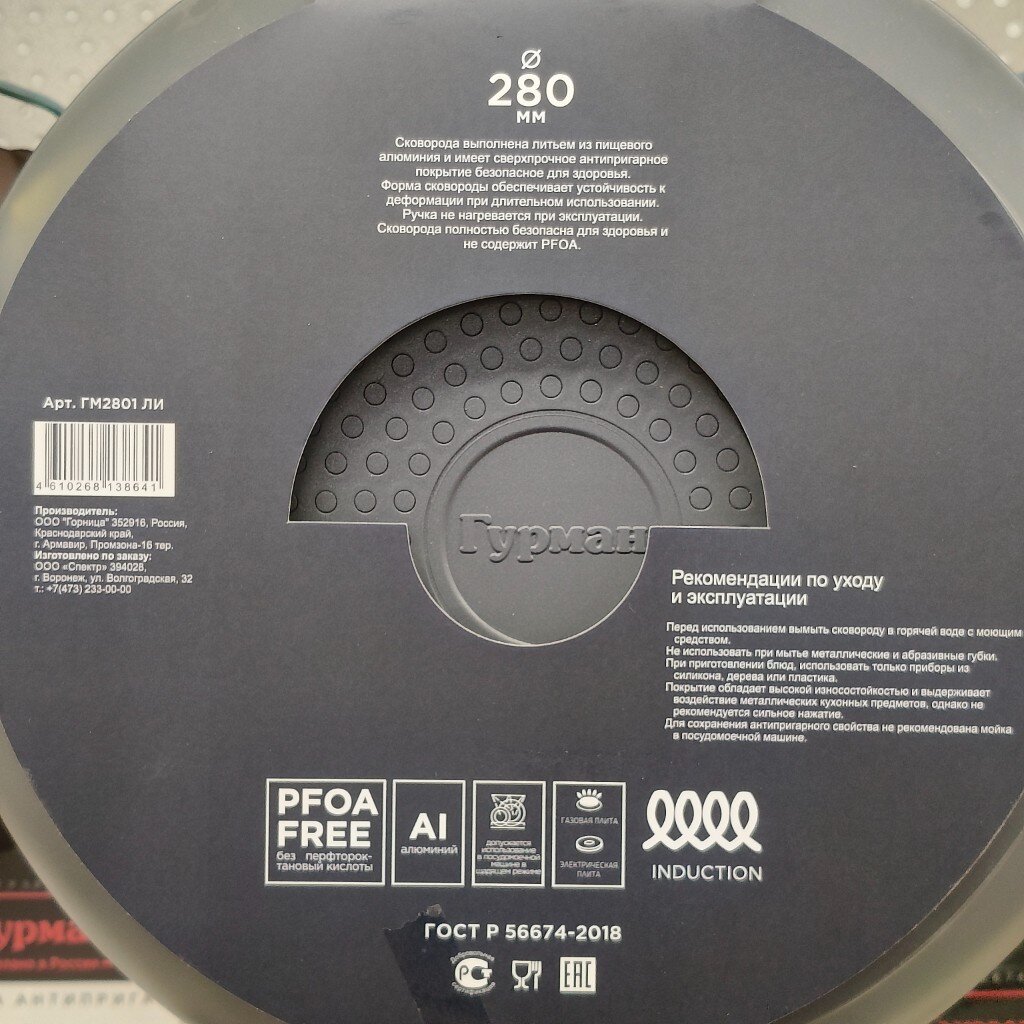 Ø
280
ММ
Сковорода выполнена литьем из пищевого
алюминия и имеет сверхпрочное антипригарное
покрытие безопасное для здоровья.
Форма сковороды обеспечивает устойчивость к
деформации при длительном использовании.
Ручка не нагревается при эксплуатации.
Сковорода полностью безопасна для здоровья и
не содержит PFOA.
Арт. ГМ2801 ЛИ
4 610268 138641
Производитель:
ООО "Горница" 352916, Россия,
Краснодарский край,
г. Армавир, Промзона-16 тер.
Изготовлено по заказу:
ООО «Спектр» 394028,
г. Воронеж, ул. Волгоградская, 32
т.: +7(473) 233-00-00
Гурман
Рекомендации по уходу
и эксплуатации
Перед использованием вымыть сковороду в горячей воде с моющим
средством.
Не использовать при мытье металлические и абразивные губки.
При приготовлении блюд, использовать только приборы из
силикона, дерева или пластика.
Покрытие обладает высокой износостойкостью и выдерживает
воздействие металлических кухонных предметов, однако не
рекомендуется сильное нажатие.
Для сохранения антипригарного свойства не рекомендована мойка
в посудомоечной машине.
PFOA
FREE
без перфторок-
тановый кислоты
Al
алюминий
допускается
использование
в посудомоечной
машине в
щадящем режиме
ГАЗОВАЯ ПЛИТА
ЭЛЕКТРИЧЕСКАЯ
ПЛИТА
INDUCTION
ГОСТ Р 56674-2018
Добровольная
сертификация
ЕАС
урма
в России
АНТИПРИГА